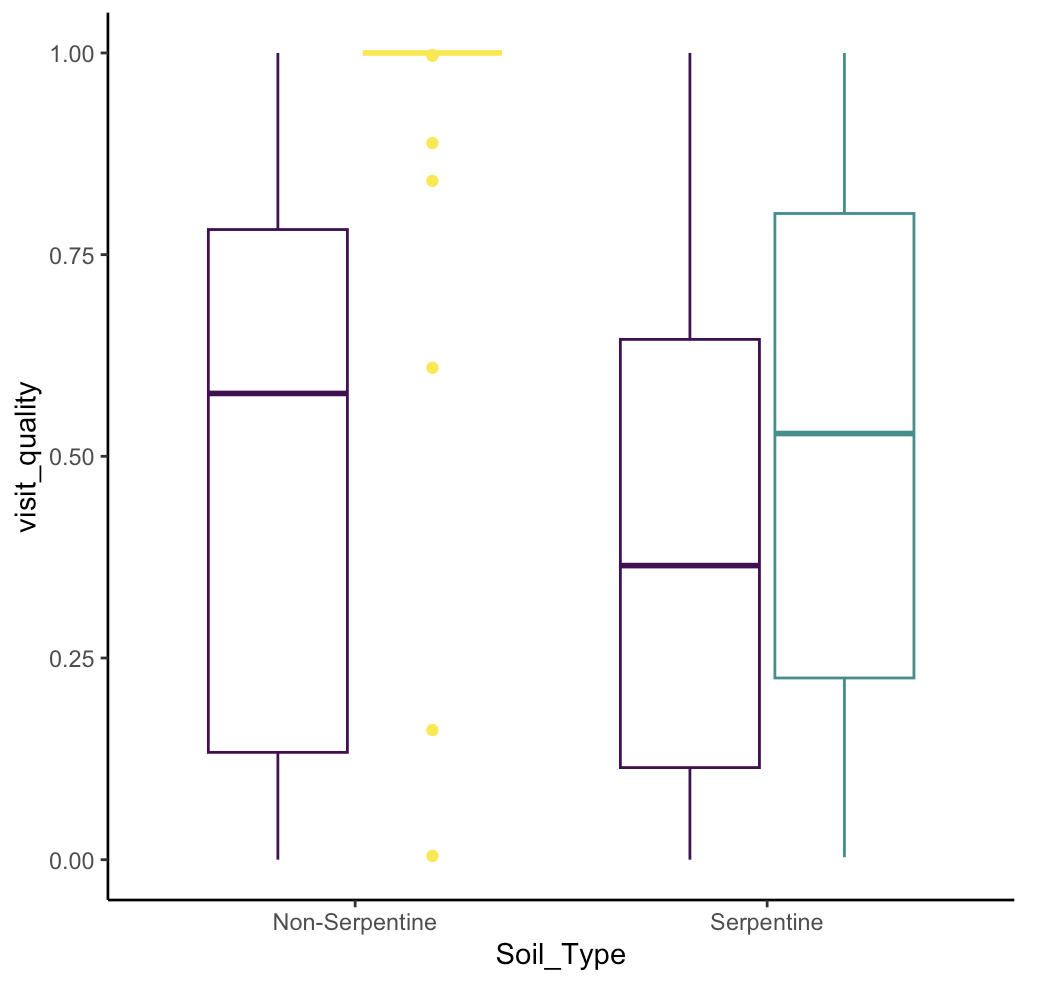 1.00
0.75
0.50
0.25
0.00
visit_quality
Non-Serpentine
Serpentine
Soil_Type